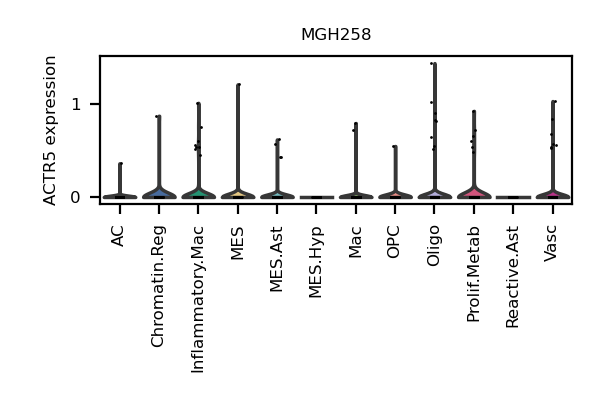 MGH258
ACTR5 expression
1
0
AC
Chromatin.Reg
Inflammatory.Mac
MES
MES.Ast
MES.Hyp
Mac
OPC
Oligo
Prolif.Metab
Reactive.Ast
Vasc